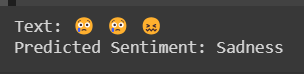 Text: 😢 😢 😖
Predicted Sentiment: Sadness